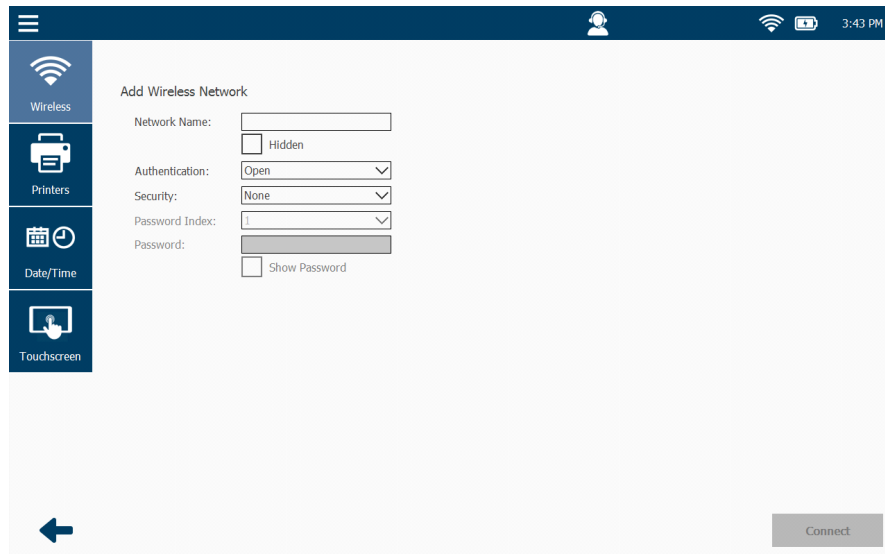 3:43 PM
Wireless
Printers
Date/Time
Touchscreen
Add Wireless Network
Network Name:
Hidden
Authentication: Open
Security: None
Password Index: 1
Password:
Show Password
Connect